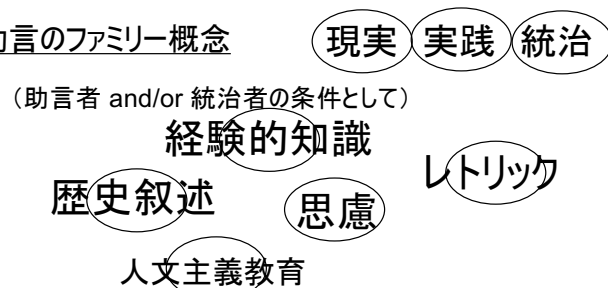 言のファミリー概念
現実 実践 統治
(助言者 and/or 統治者の条件として)
経験的知識
レトリック
歴史叙述
思慮
人文主義教育